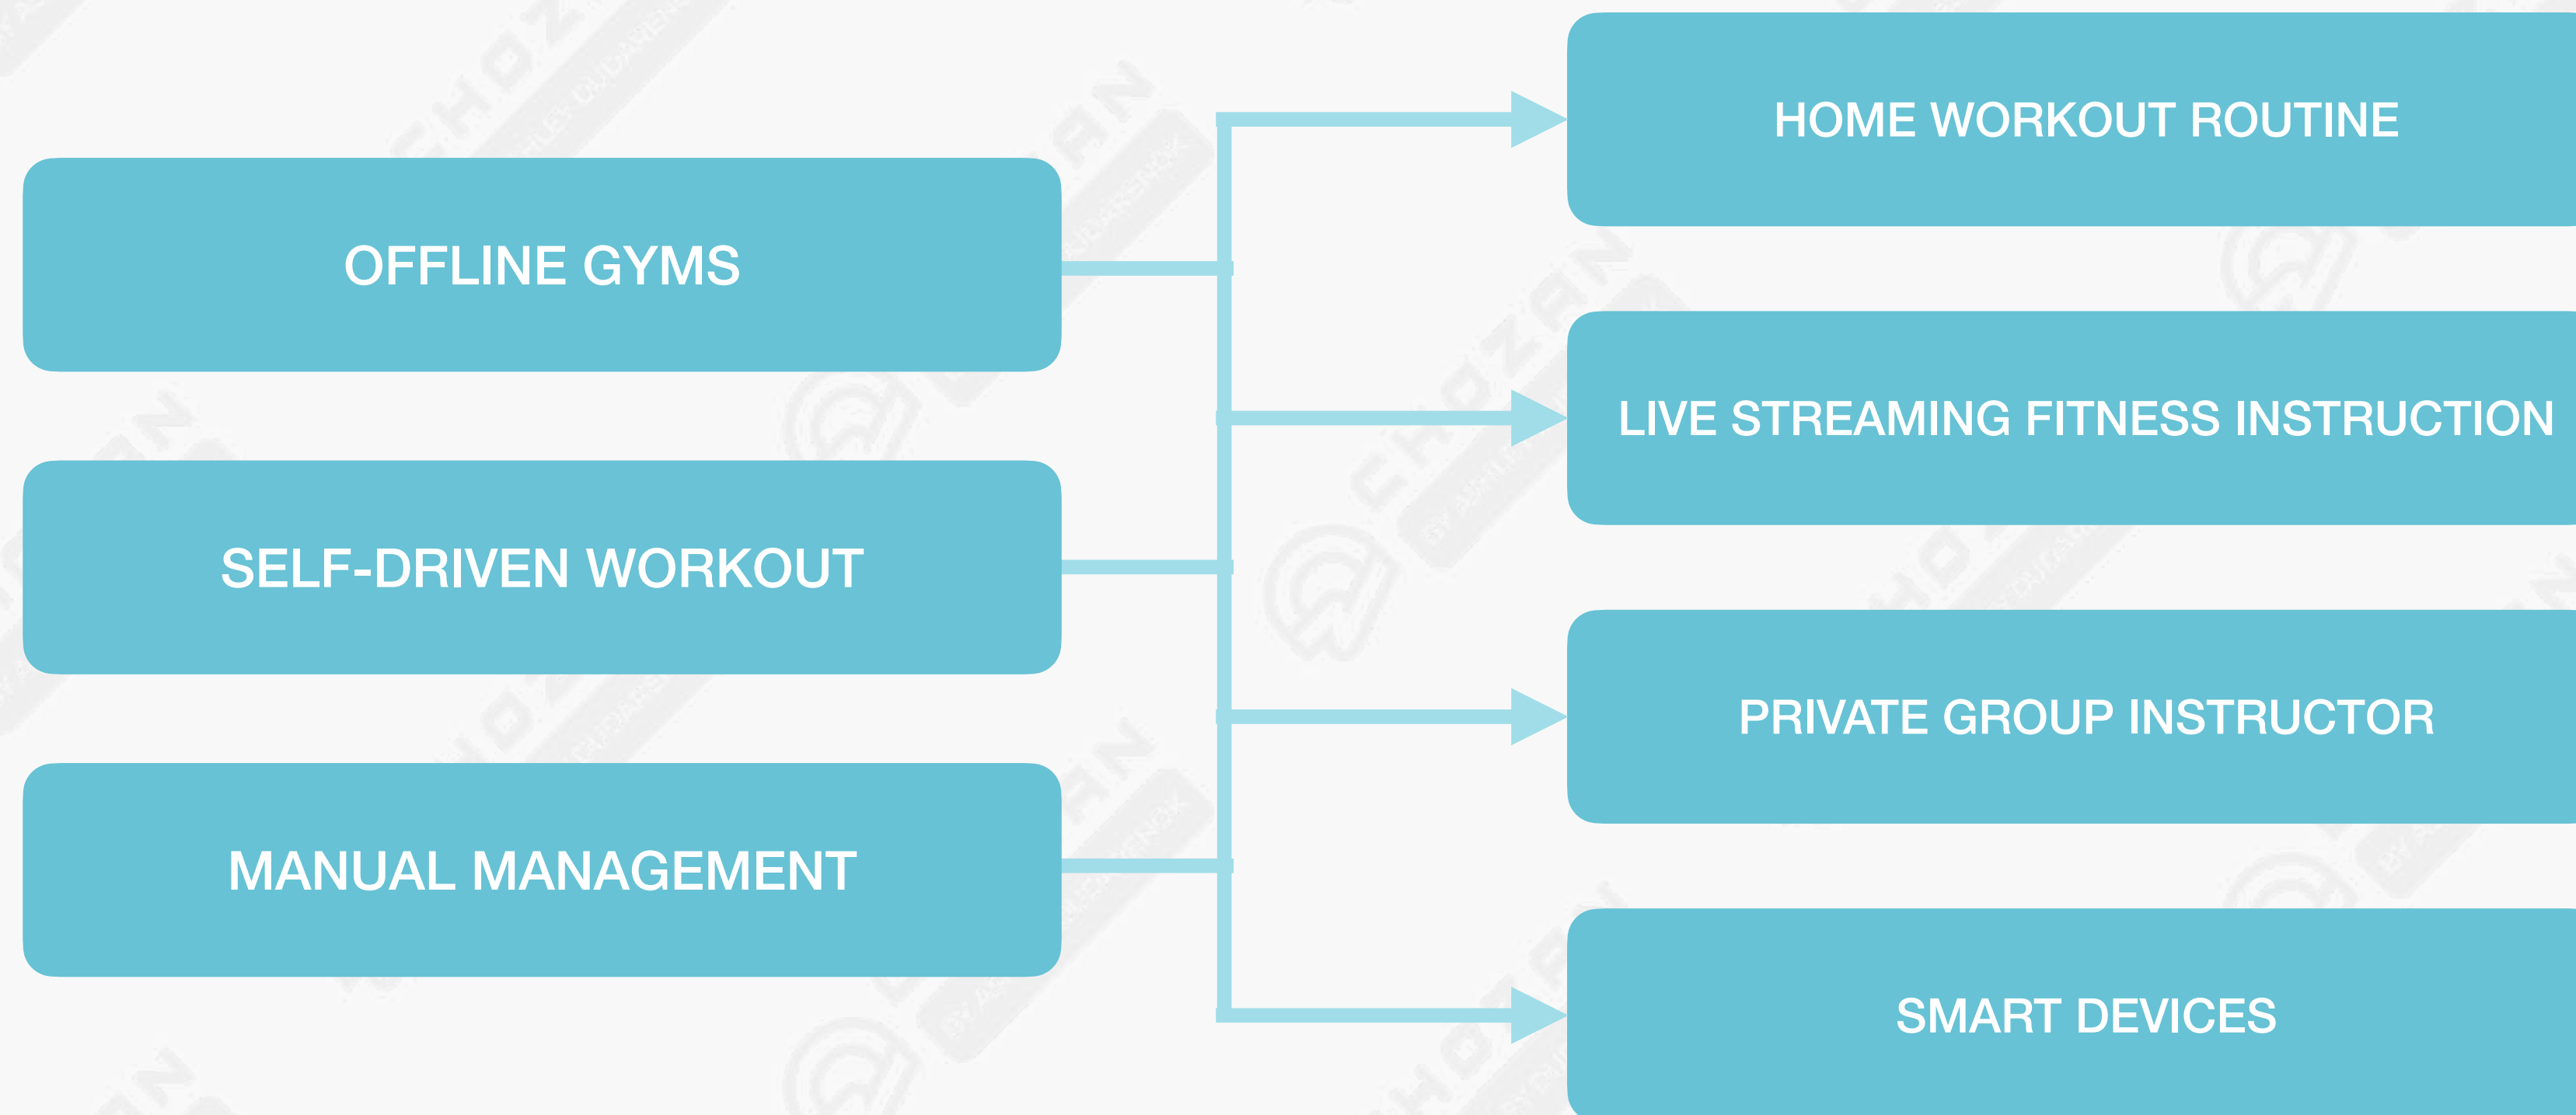 OFFLINE GYMS
SELF-DRIVEN WORKOUT
MANUAL MANAGEMENT
HOME WORKOUT ROUTINE
LIVE STREAMING FITNESS INSTRUCTION
PRIVATE GROUP INSTRUCTOR
SMART DEVICES